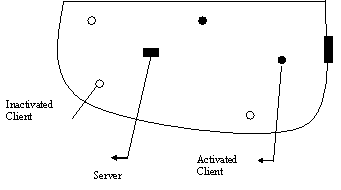 Inactivated
Client
Server
Activated
Client